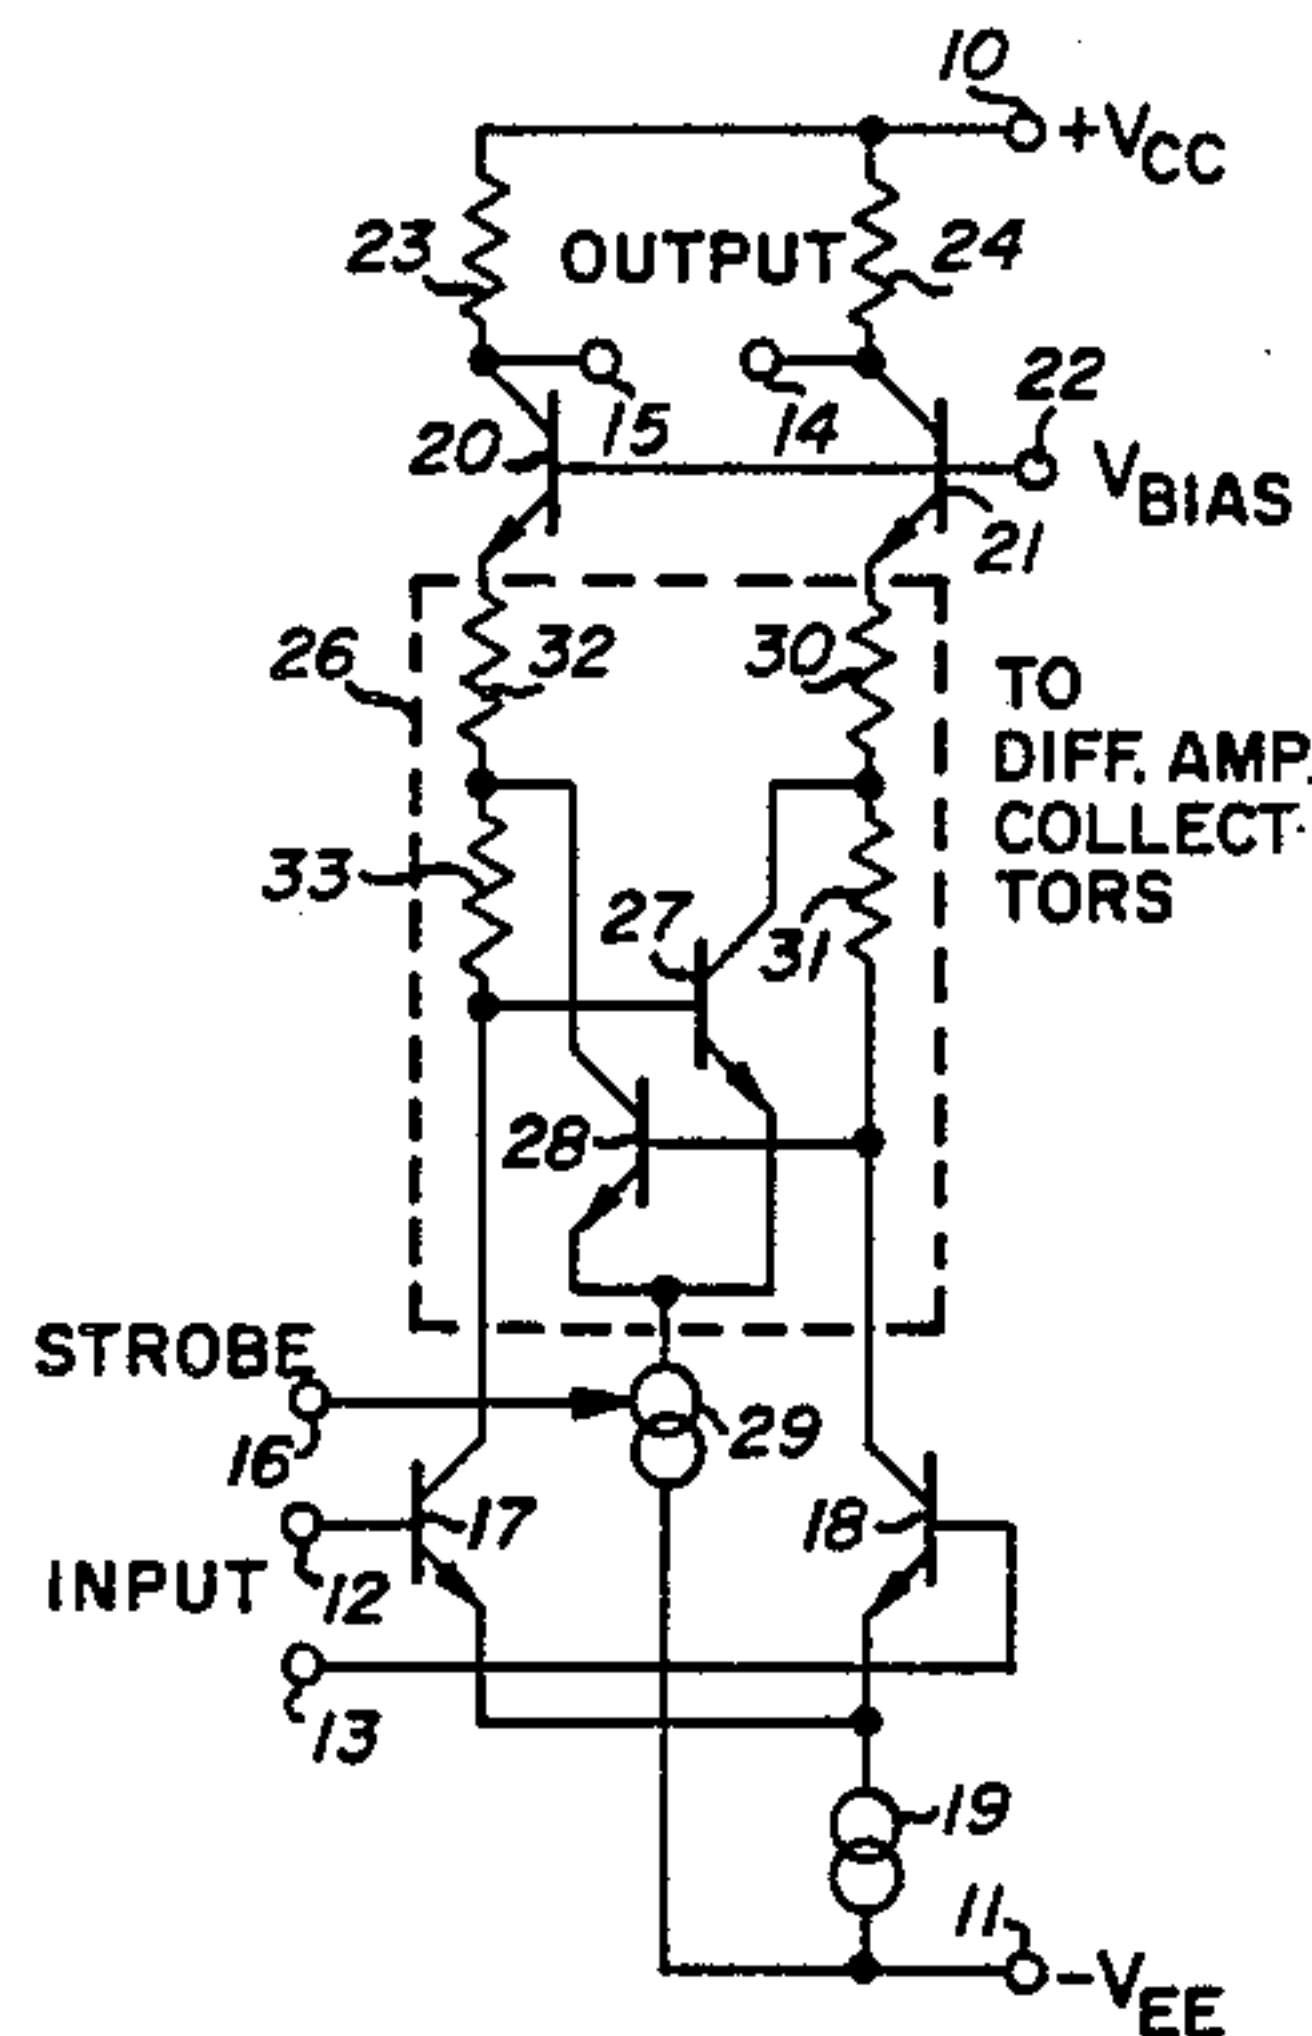 10
+VCC
23
OUTPUT
24
15
14
22
20
VBIAS
21
26
32
30
TO
DIFF. AMP.
COLLECT-
TORS
33
27
31
28
STROBE
16
29
17
18
INPUT
12
13
19
11
-VEE